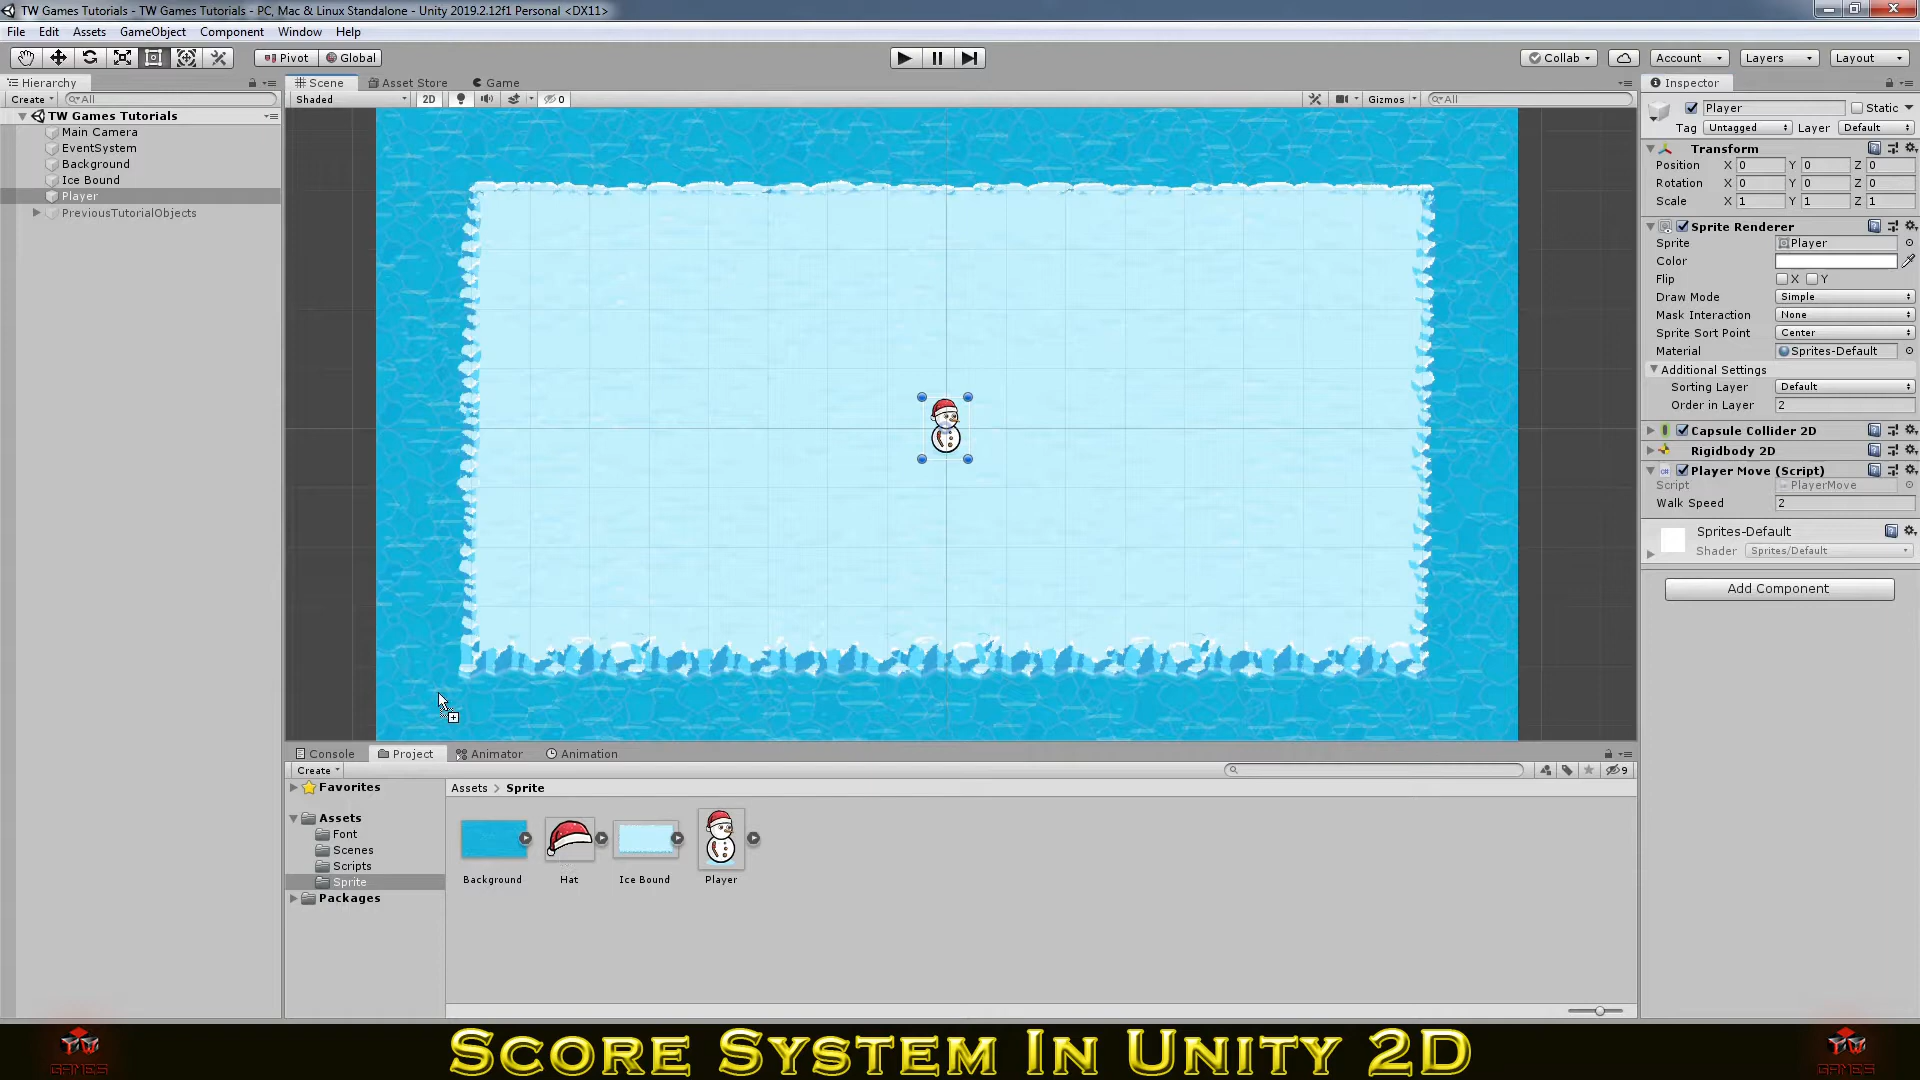 TW Games Tutorials - TW Games Tutorials - PC, Mac & Linux Standalone - Unity 2019.2.12f1 Personal <DX11>
File Edit Assets GameObject Component Window Help
Pivot Global Collab Account Layers Layout
Hierarchy
Create All
TW Games Tutorials
Main Camera
EventSystem
Background
Ice Bound
Player
PreviousTutorialObjects
Scene Asset Store Game
Shaded 2D 0 Gizmos All
Inspector
Player Static
Tag Untagged Layer Default
Transform
Position X 0 Y 0 Z 0
Rotation X 0 Y 0 Z 0
Scale X 1 Y 1 Z 1
Sprite Renderer
Sprite Player
Color
Flip X Y
Draw Mode Simple
Mask Interaction None
Sprite Sort Point Center
Material Sprites-Default
Additional Settings
Sorting Layer Default
Order in Layer 2
Capsule Collider 2D
Rigidbody 2D
Player Move (Script)
Script PlayerMove
Walk Speed 2
Sprites-Default
Shader Sprites/Default
Add Component
Console Project Animator Animation
Create 9
Favorites
Assets
Font
Scenes
Scripts
Sprite
Packages
Assets > Sprite
Background Hat Ice Bound Player
TW GAMES
Score System In Unity 2D
TW GAMES